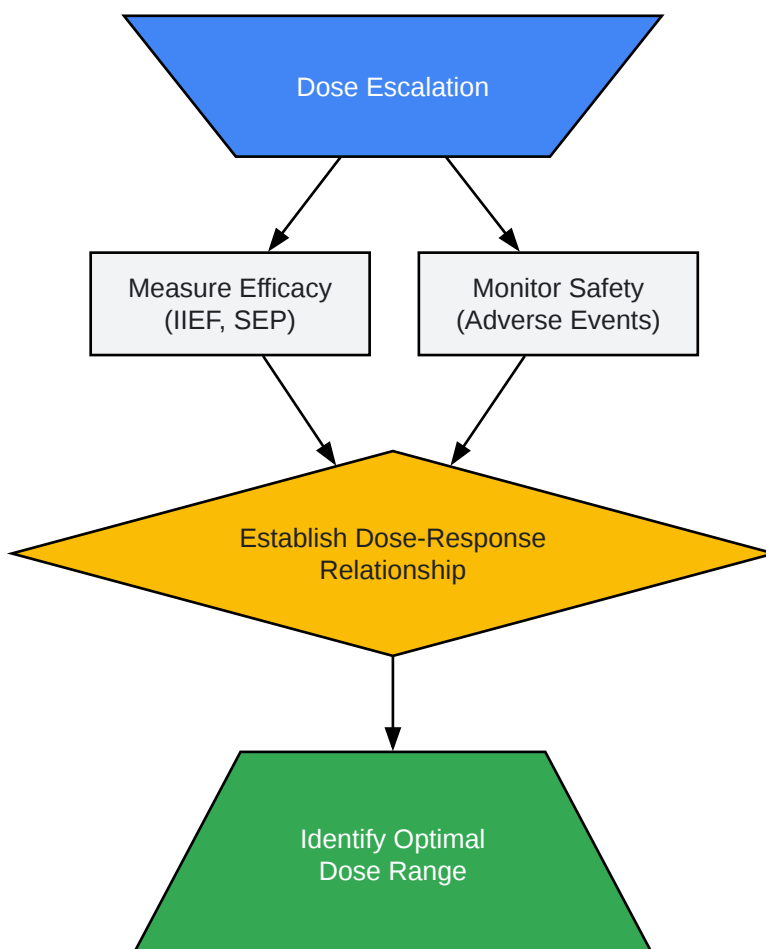 Dose Escalation
Measure Efficacy
(IIEF, SEP)
Monitor Safety
(Adverse Events)
Establish Dose-Response
Relationship
Identify Optimal
Dose Range